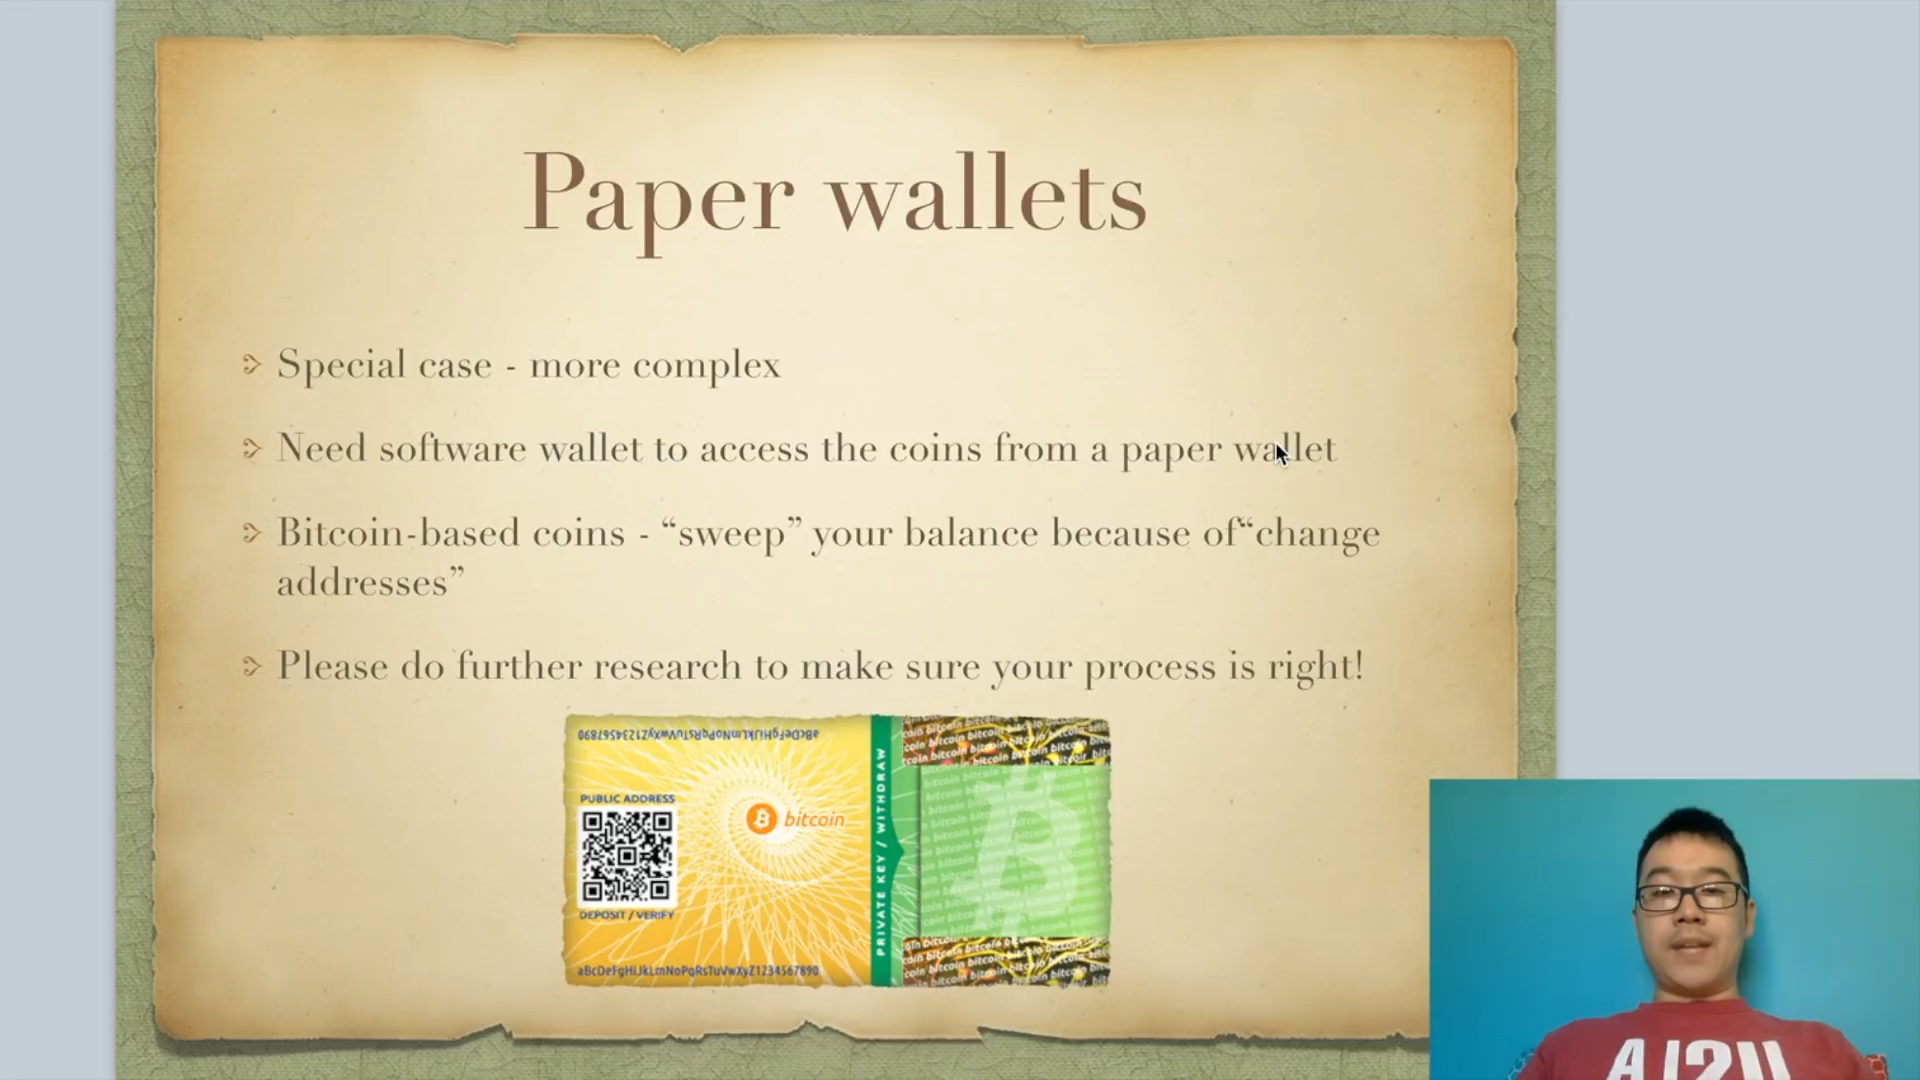 Paper wallets
Special case - more complex
Need software wallet to access the coins from a paper wallet
Bitcoin-based coins - “sweep” your balance because of“change
addresses”
Please do further research to make sure your process is right!
aBcDeFgHiJkLmNoPqRsTuVwXyZ1234567890
PUBLIC ADDRESS
bitcoin
DEPOSIT / VERIFY
aBcDeFgHiJkLmNoPqRsTuVwXyZ1234567890
PRIVATE KEY / WITHDRAW